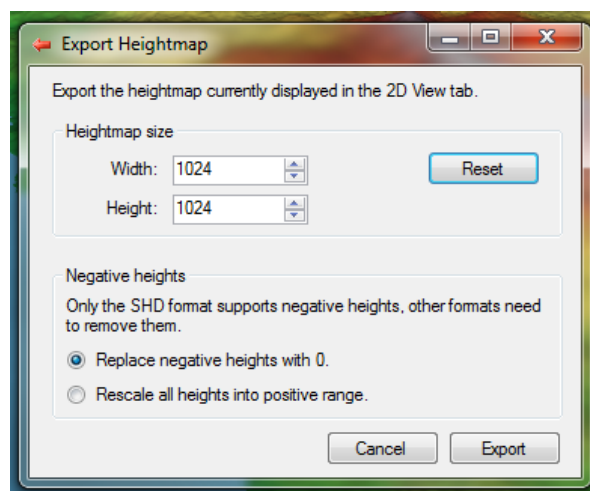 Export Heightmap
Export the heightmap currently displayed in the 2D View tab.
Heightmap size
Width: 1024
Reset
Height: 1024
Negative heights
Only the SHD format supports negative heights, other formats need
to remove them.
Replace negative heights with 0.
Rescale all heights into positive range.
Cancel Export